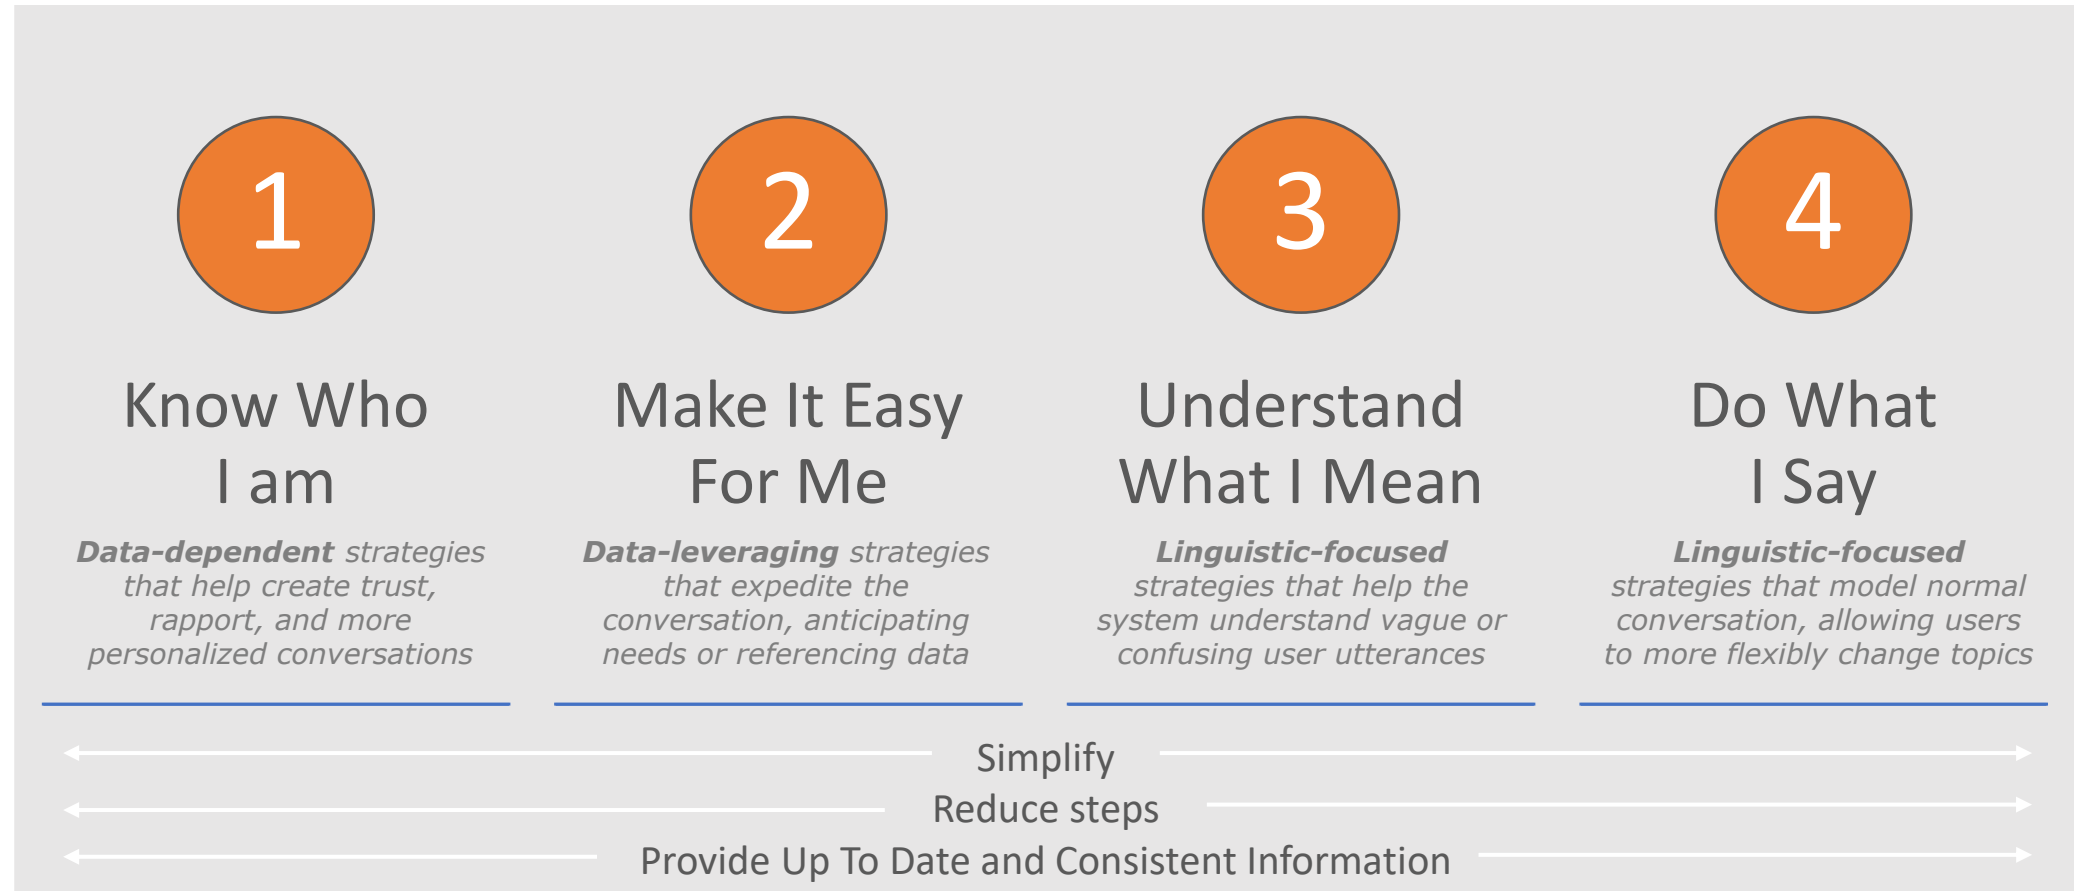 1
Know Who
I am
Data-dependent strategies
that help create trust,
rapport, and more
personalized conversations
2
Make It Easy
For Me
Data-leveraging strategies
that expedite the
conversation, anticipating
needs or referencing data
3
Understand
What I Mean
Linguistic-focused
strategies that help the
system understand vague or
confusing user utterances
4
Do What
I Say
Linguistic-focused
strategies that model normal
conversation, allowing users
to more flexibly change topics
Simplify
Reduce steps
Provide Up To Date and Consistent Information